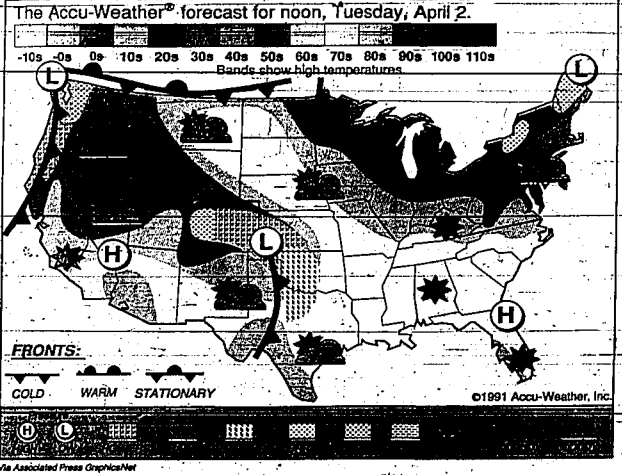 The Accu-Weather® forecast for noon, Tuesday, April 2.
-10s -0s 0s 10s 20s 30s 40s 50s 60s 70s 80s 90s 100s 110s
Bands show high temperatures
L
L
H
L
H
FRONTS:
COLD WARM STATIONARY
©1991 Accu-Weather, Inc.
H L
Via Associated Press GraphicsNet